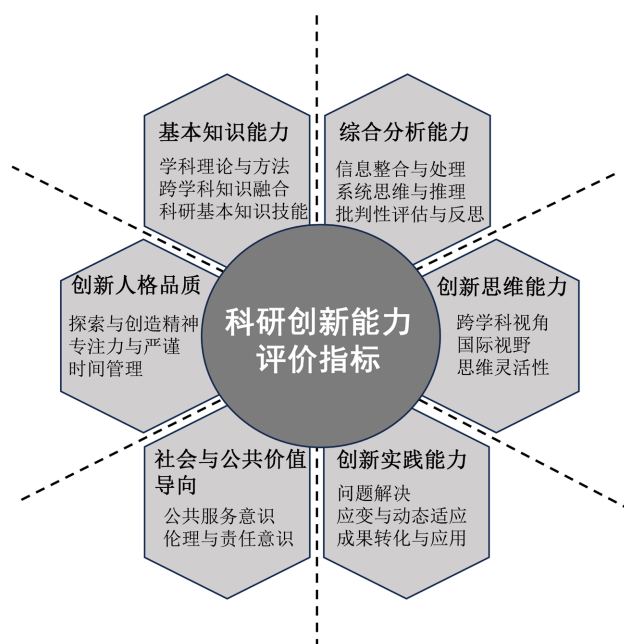 基本知识能力
学科理论与方法
跨学科知识融合
科研基本知识技能
综合分析能力
信息整合与处理
系统思维与推理
批判性评估与反思
创新人格品质
探索与创造精神
专注力与严谨
时间管理
科研创新能力
评价指标
创新思维能力
跨学科视角
国际视野
思维灵活性
社会与公共价值
导向
公共服务意识
伦理与责任意识
创新实践能力
问题解决
应变与动态适应
成果转化与应用